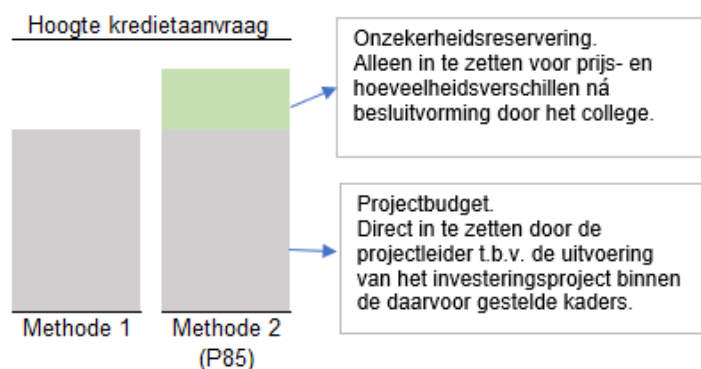 Hoogte kredietaanvraag
Onzekerheidsreservering.
Alleen in te zetten voor prijs- en
hoeveelheidsverschillen ná
besluitvorming door het college.
Projectbudget.
Direct in te zetten door de
projectleider t.b.v. de uitvoering
van het investeringsproject binnen
de daarvoor gestelde kaders.
Methode 1
Methode 2
(P85)